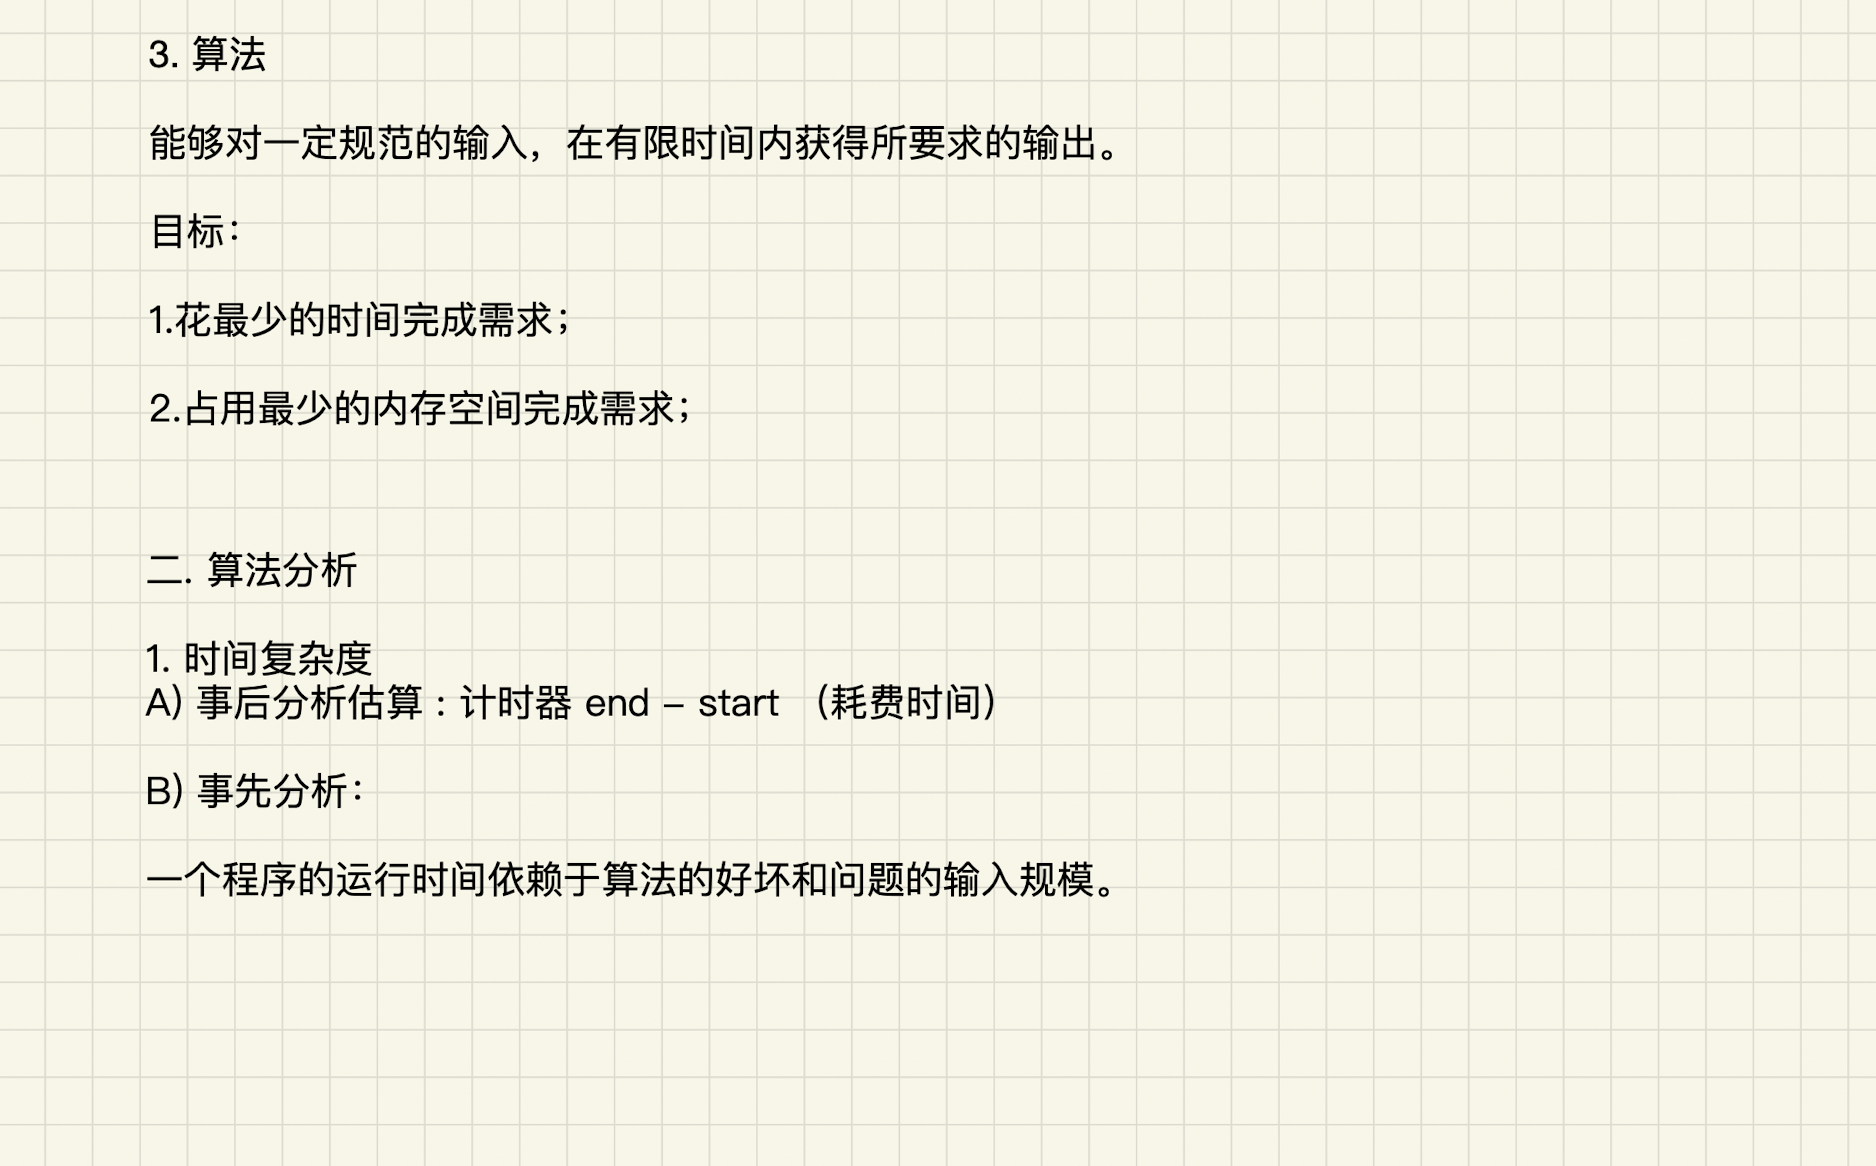 3. 算法
能够对一定规范的输入，在有限时间内获得所要求的输出。
目标：
1.花最少的时间完成需求；
2.占用最少的内存空间完成需求；
二. 算法分析
1. 时间复杂度
A) 事后分析估算 : 计时器 end – start （耗费时间）
B) 事先分析：
一个程序的运行时间依赖于算法的好坏和问题的输入规模。